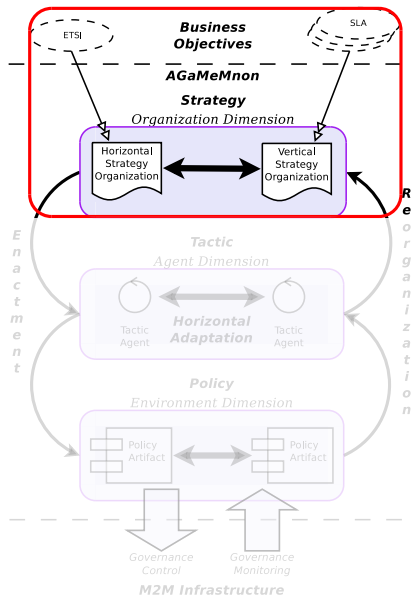 ETSI
Business
Objectives
SLA
AGaMeMnon
Strategy
Organization Dimension
Horizontal
Strategy
Organization
Vertical
Strategy
Organization
Enactment
Reorganization
Tactic
Agent Dimension
Tactic
Agent
Horizontal
Adaptation
Tactic
Agent
Policy
Environment Dimension
Policy
Artifact
Policy
Artifact
Governance
Control
Governance
Monitoring
M2M Infrastructure